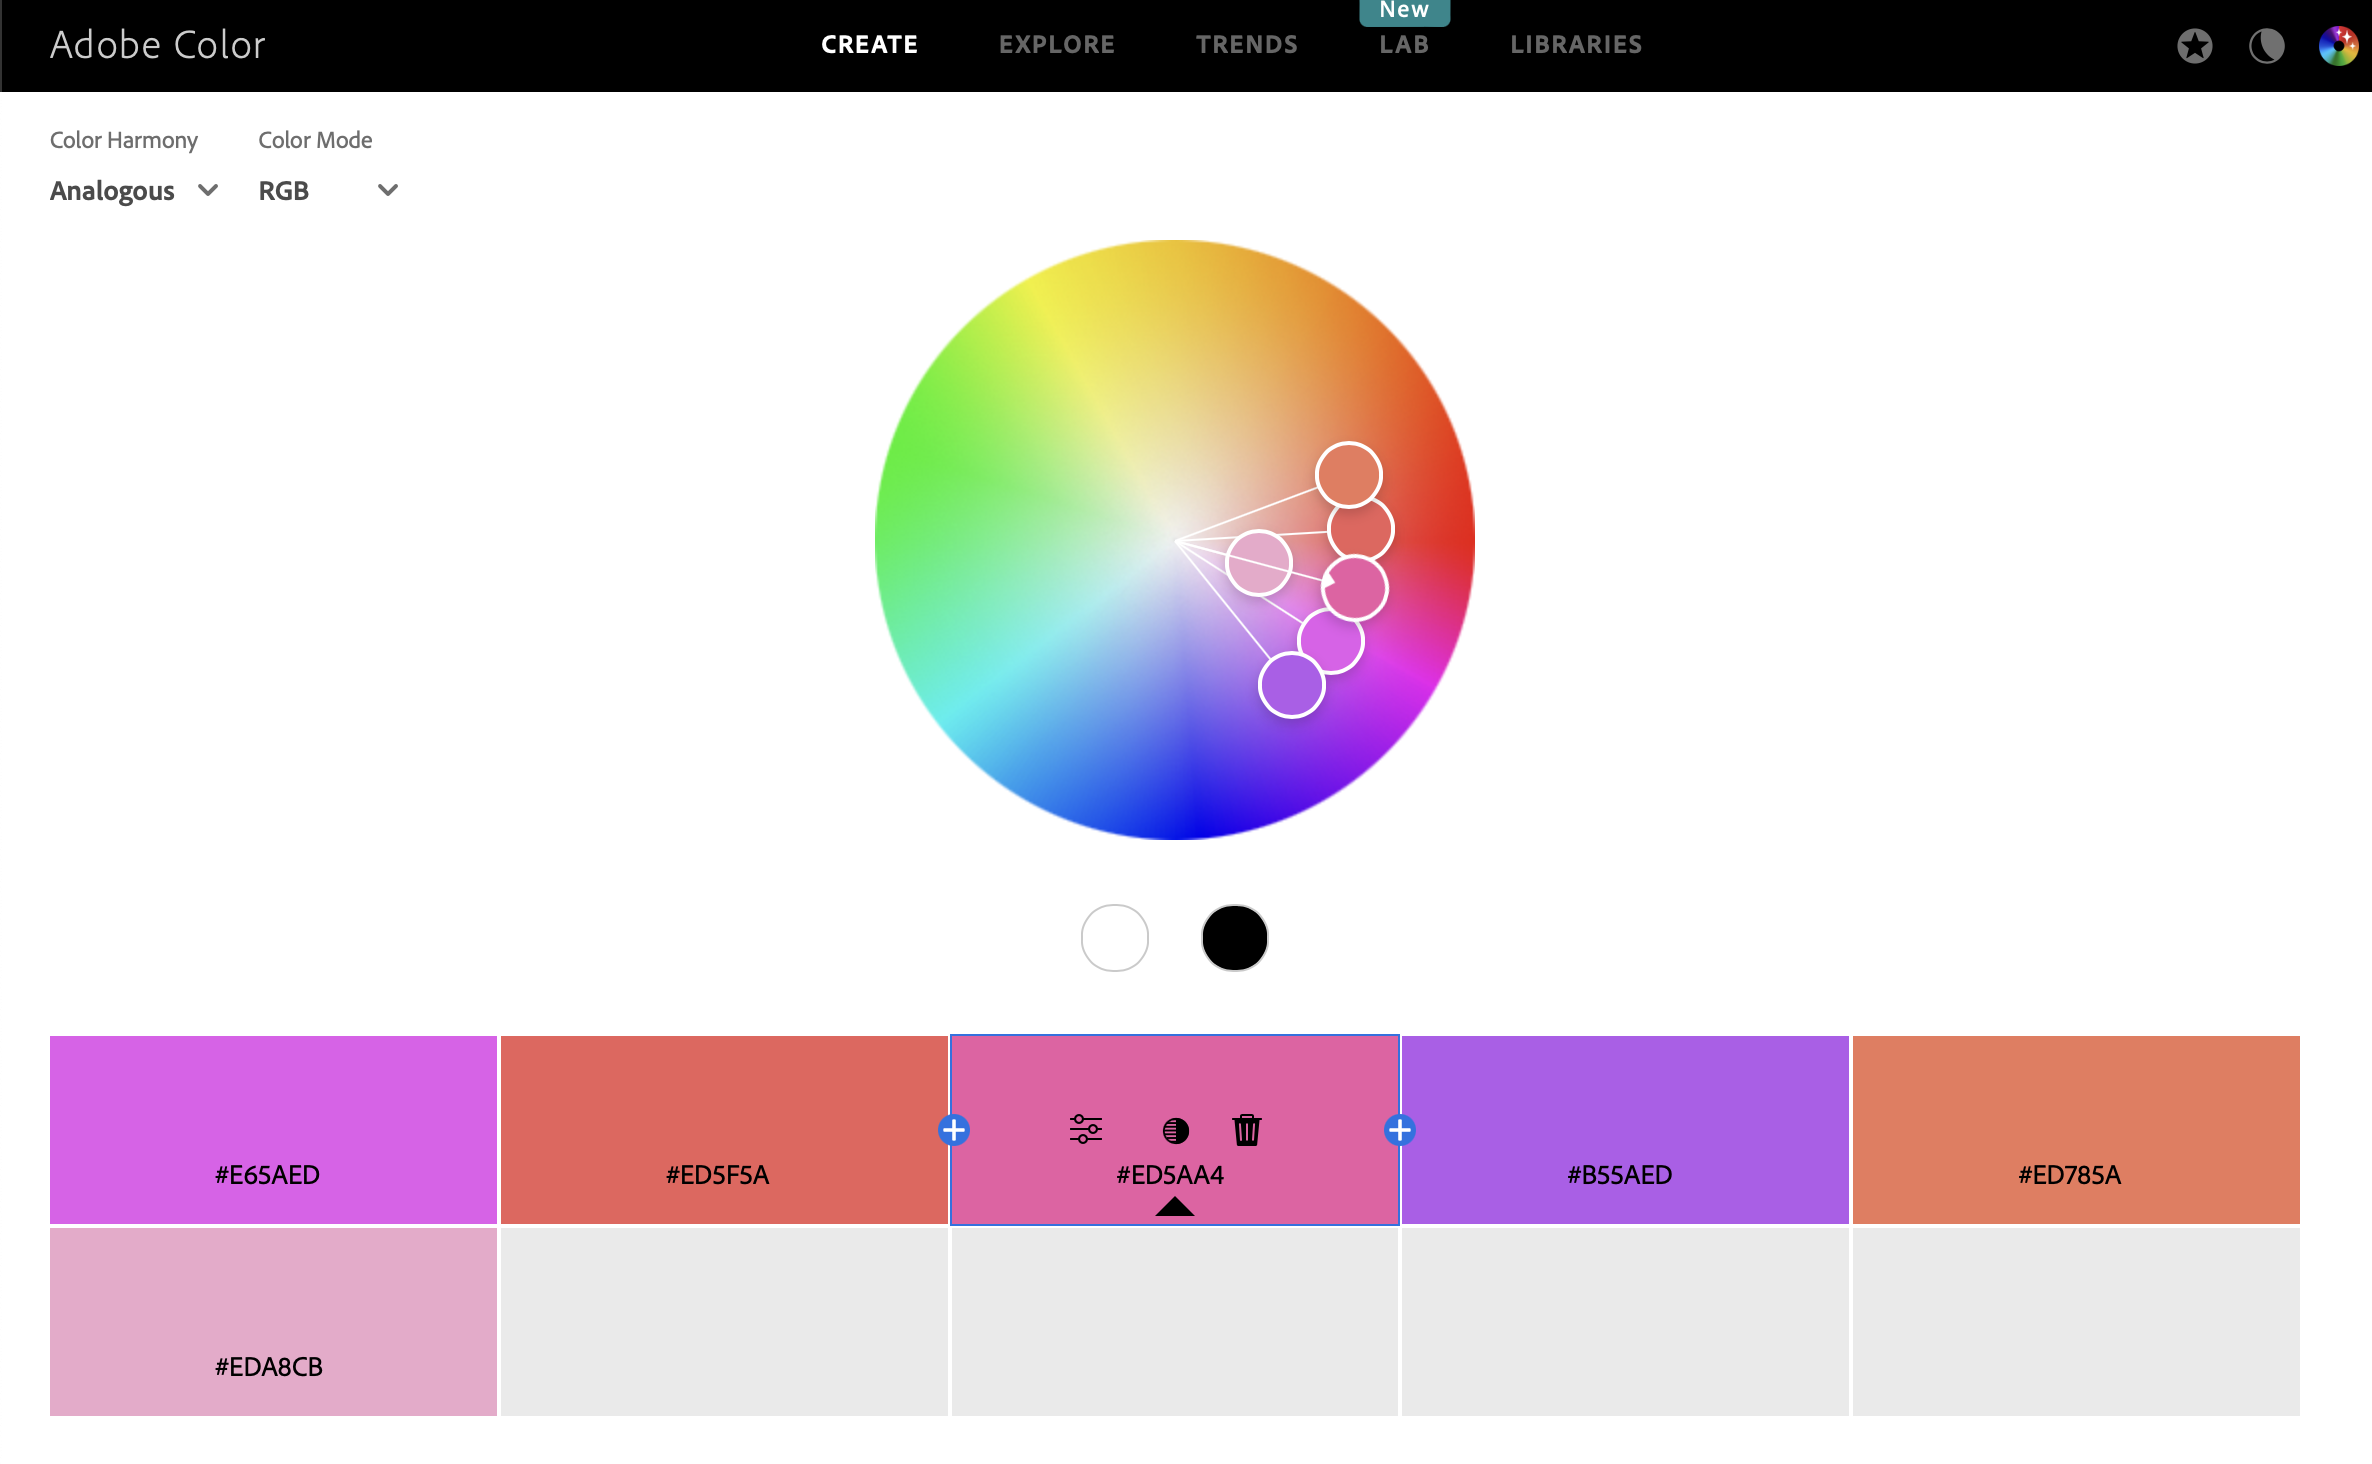 Adobe Color
CREATE
EXPLORE
TRENDS
New
LAB
LIBRARIES
Color Harmony
Color Mode
Analogous
RGB
#E65AED
#ED5F5A
#ED5AA4
#B55AED
#ED785A
#EDA8CB